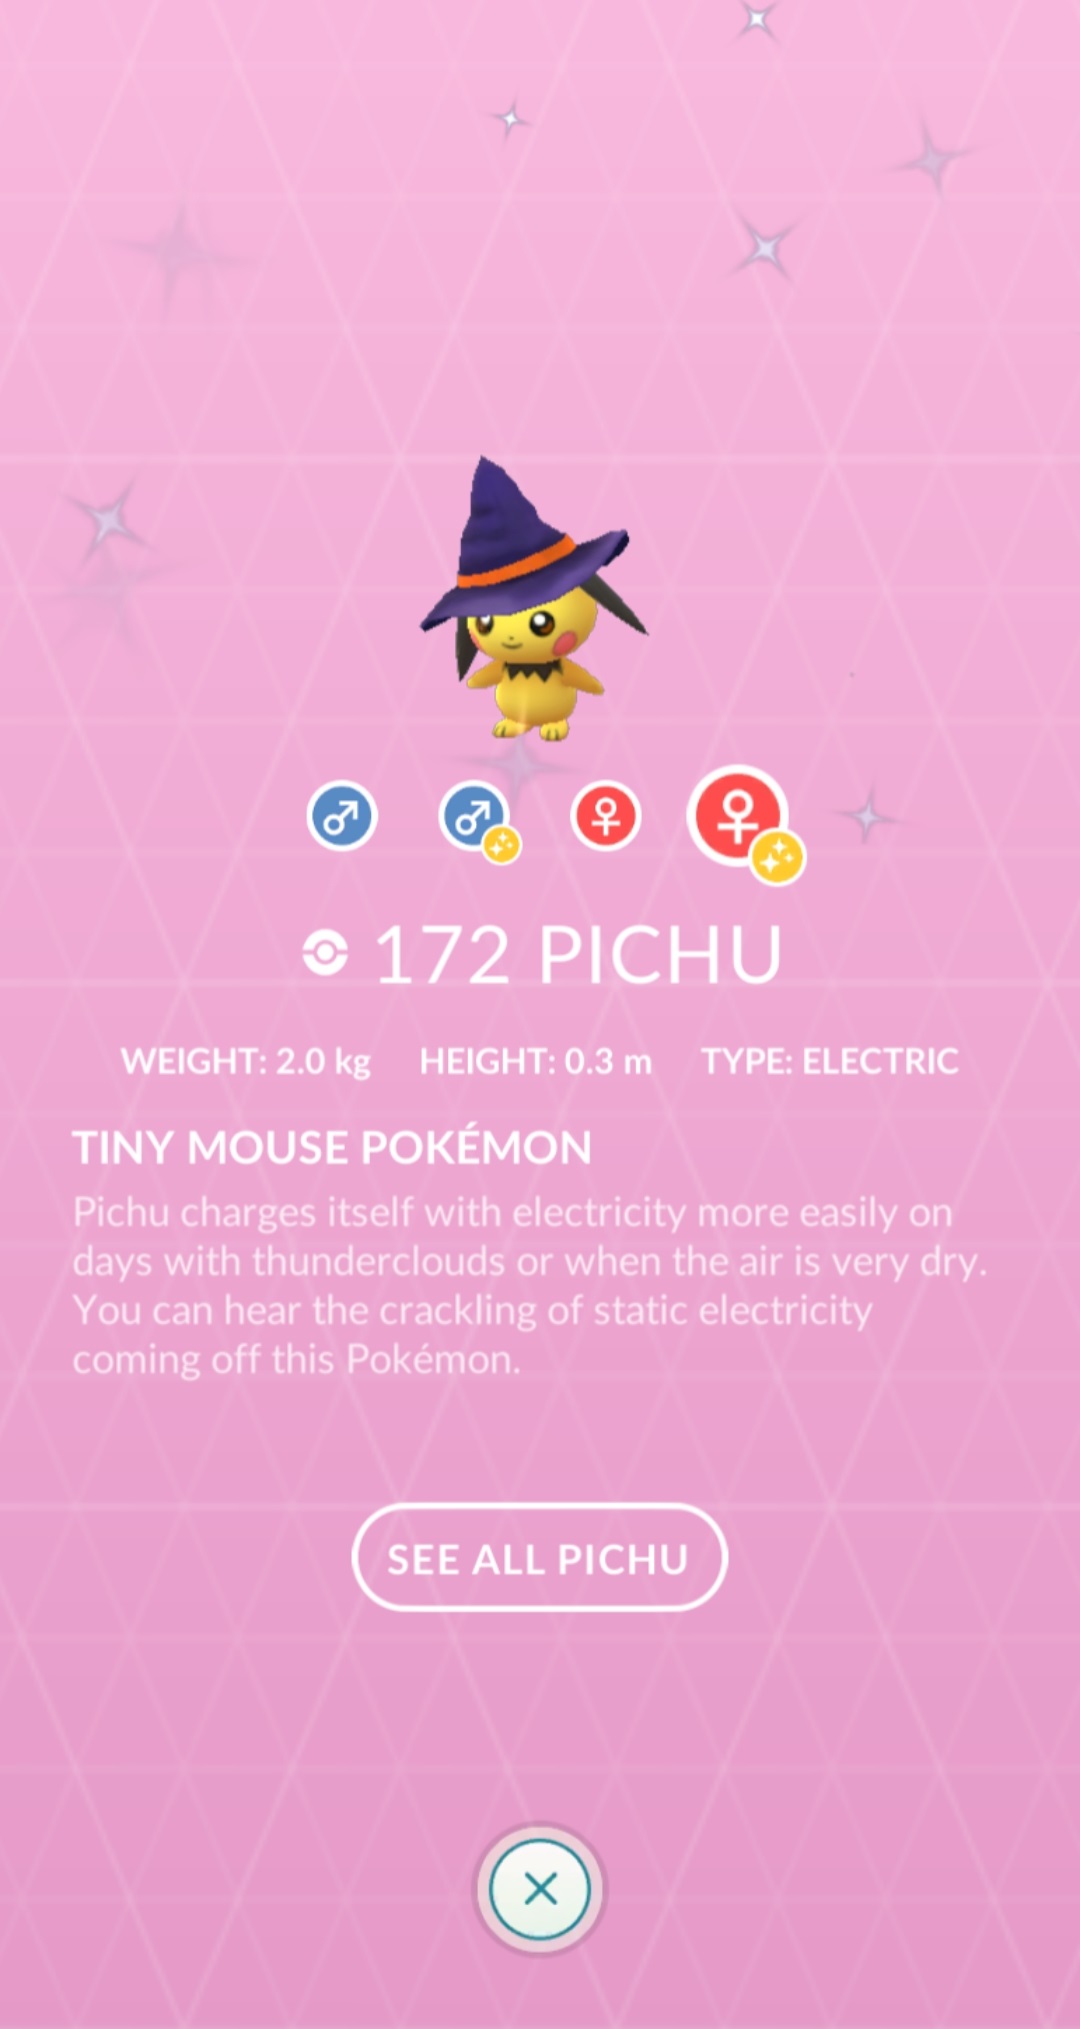 172 PICHU
WEIGHT: 2.0 kg HEIGHT: 0.3 m TYPE: ELECTRIC
TINY MOUSE POKÉMON
Pichu charges itself with electricity more easily on
days with thunderclouds or when the air is very dry.
You can hear the crackling of static electricity
coming off this Pokémon.
SEE ALL PICHU